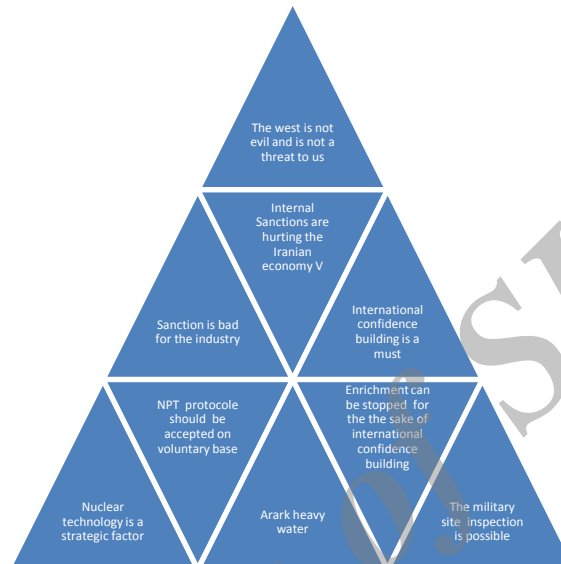 The west is not
evil and is not a
threat to us
Internal
Sanctions are
hurting the
Iranian
economy V
Sanction is bad
for the industry
International
confidence
building is a
must
NPT protocole
should be
accepted on
voluntary base
Enrichment can
be stopped for
the the sake of
international
confidence
building
Nuclear
technology is a
strategic factor
Arark heavy
water
The military
site inspection
is possible
of